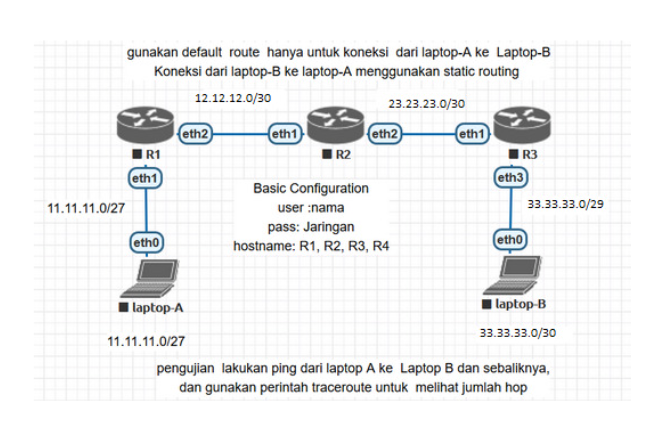 gunakan default route hanya untuk koneksi dari laptop-A ke Laptop-B
Koneksi dari laptop-B ke laptop-A menggunakan static routing
12.12.12.0/30
23.23.23.0/30
eth2
eth1
eth2
eth1
R1
R2
R3
eth1
eth3
Basic Configuration
user :nama
pass: Jaringan
hostname: R1, R2, R3, R4
11.11.11.0/27
33.33.33.0/29
eth0
eth0
laptop-A
laptop-B
11.11.11.0/27
33.33.33.0/30
pengujian lakukan ping dari laptop A ke Laptop B dan sebaliknya,
dan gunakan perintah traceroute untuk melihat jumlah hop